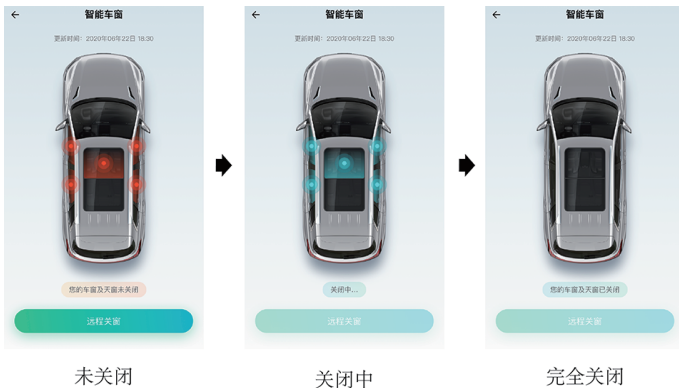 智能车窗
更新时间：2020年06年22日 18:30
您的车窗及天窗未关闭
远程关窗
未关闭
智能车窗
更新时间：2020年06年22日 18:30
关闭中...
远程关窗
关闭中
智能车窗
更新时间：2020年06年22日 18:30
您的车窗及天窗已关闭
远程关窗
完全关闭